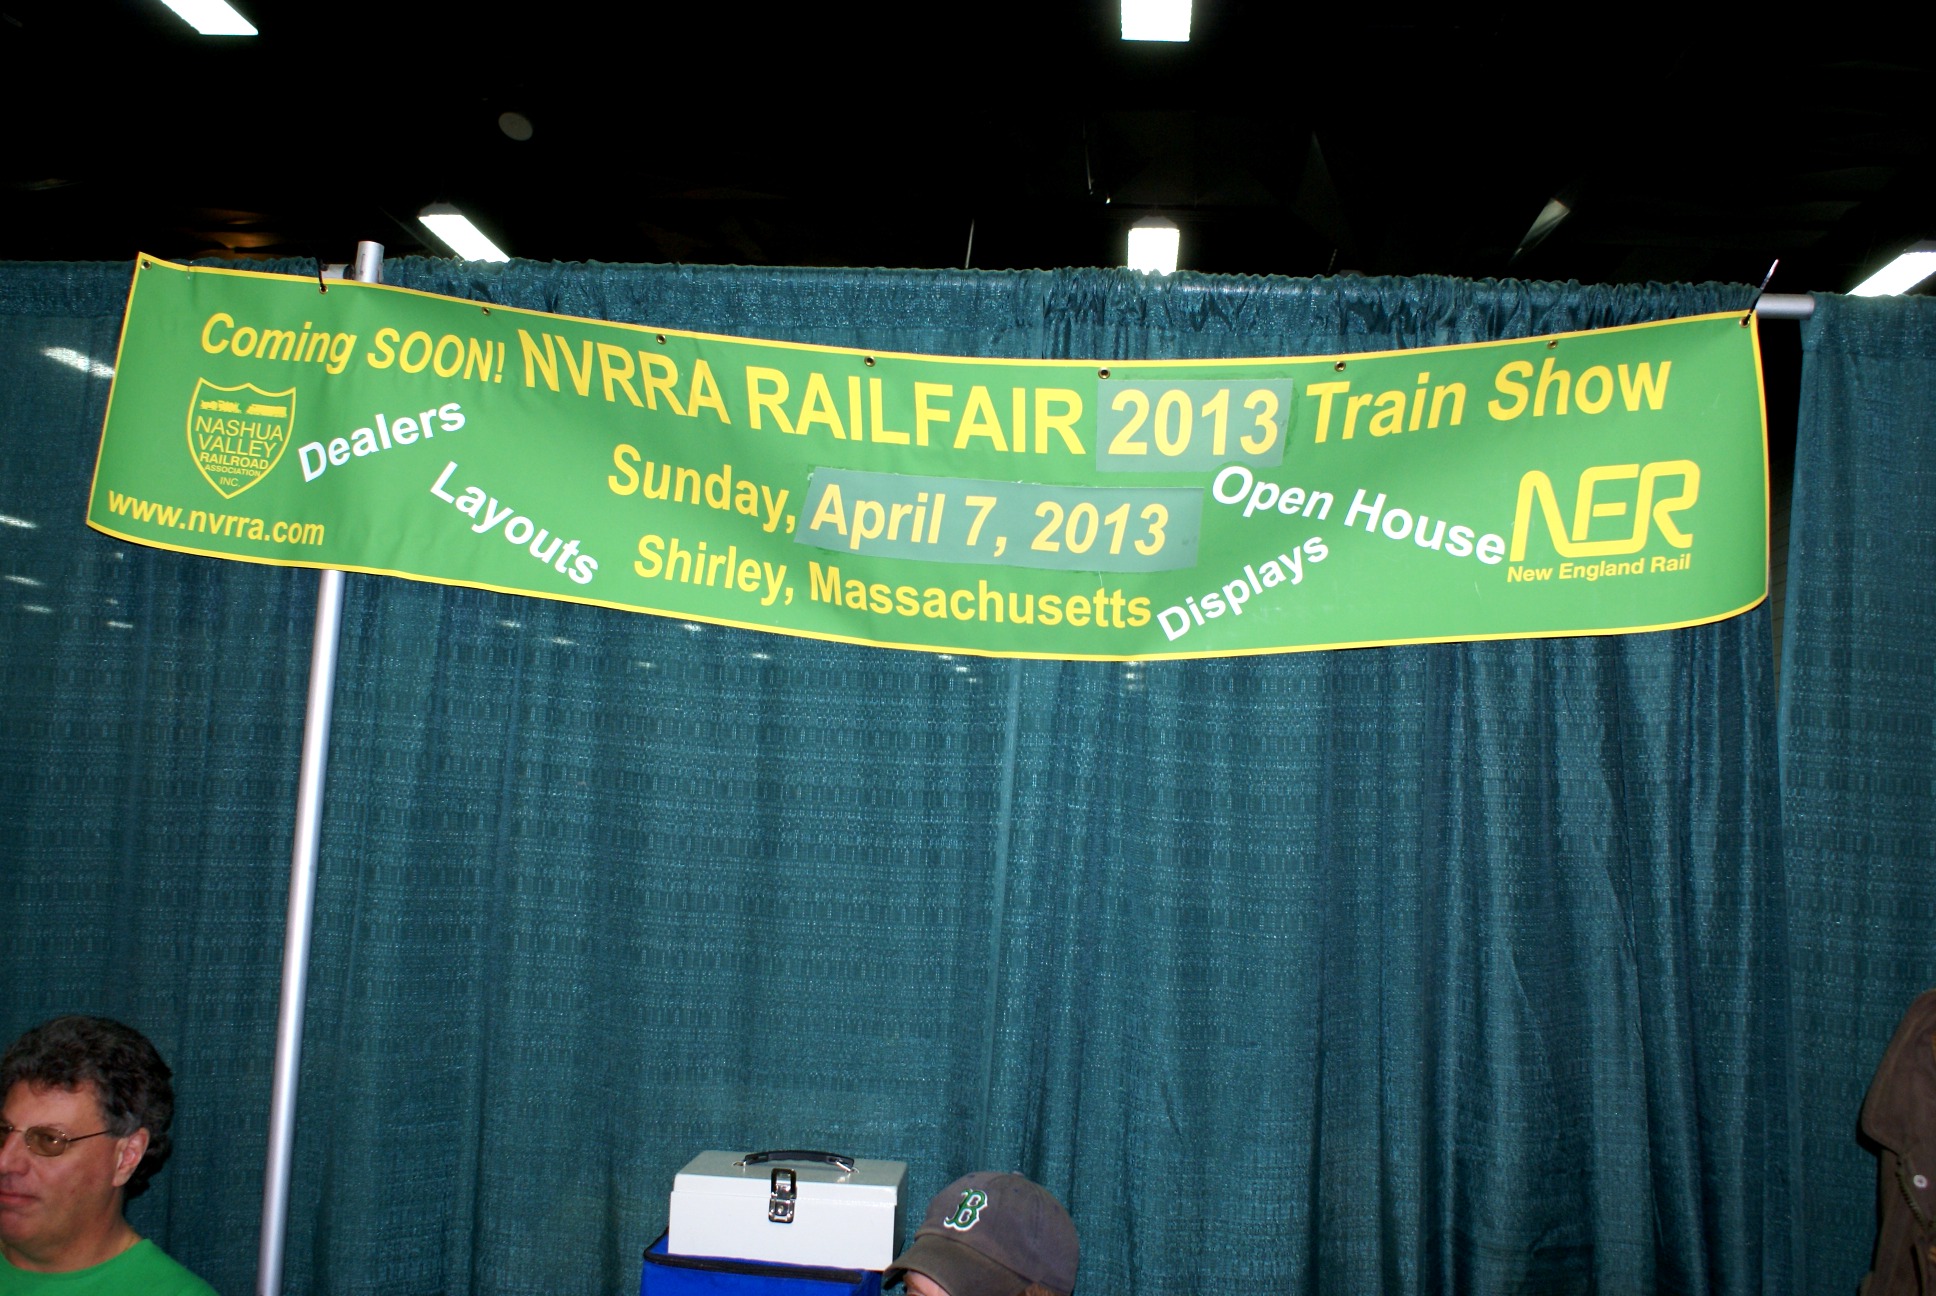 Coming SOON! NVRRA RAILFAIR 2013 Train Show
NASHUA
VALLEY
RAILROAD
ASSOCIATION
INC.
www.nvrra.com
Dealers
Layouts
Sunday, April 7, 2013
Shirley, Massachusetts
Open House
Displays
NER
New England Rail
B